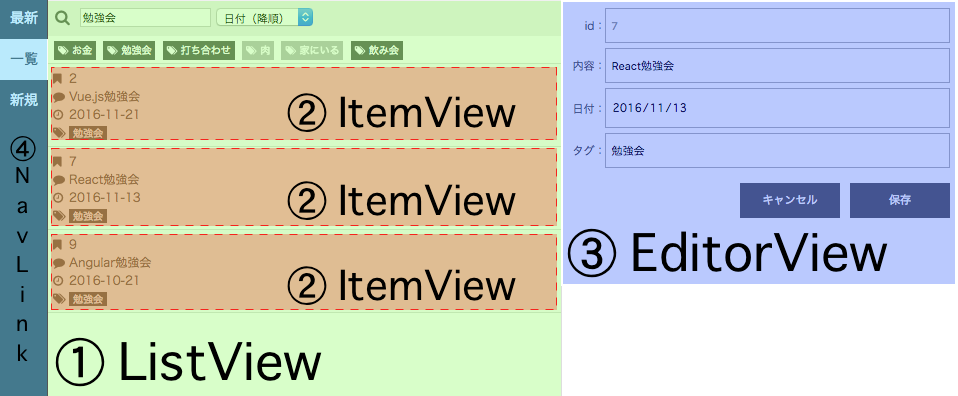 最新
一覧
新規
④NavLink
勉強会
日付（降順）
お金 勉強会 打ち合わせ 肉 家にいる 飲み会
2
Vue.js勉強会
2016-11-21
勉強会
② ItemView
7
React勉強会
2016-11-13
勉強会
② ItemView
9
Angular勉強会
2016-10-21
勉強会
② ItemView
① ListView
id： 7
内容： React勉強会
日付： 2016/11/13
タグ： 勉強会
キャンセル 保存
③ EditorView